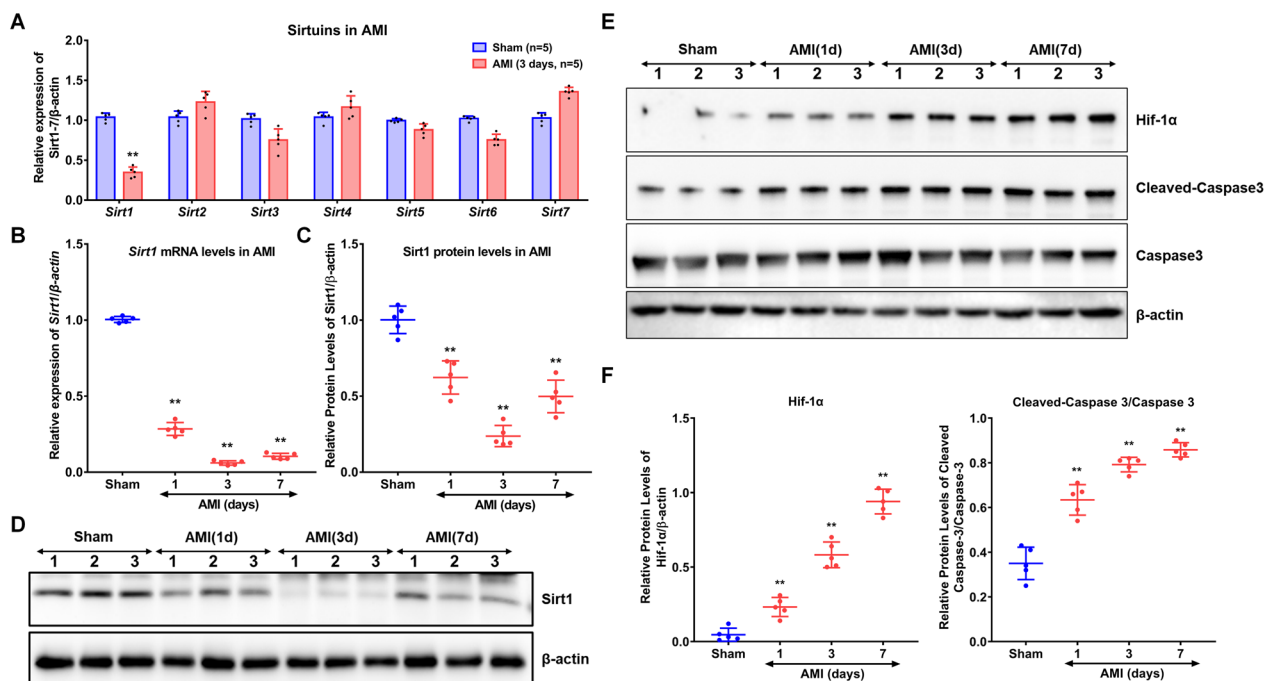 A
Sirtuins in AMI
Sham (n=5)
AMI (3 days, n=5)
Relative expression of
Sirt1-7/β-actin
2.0
1.5
1.0
0.5
0.0
**
Sirt1 Sirt2 Sirt3 Sirt4 Sirt5 Sirt6 Sirt7
B
Sirt1 mRNA levels in AMI
Relative expression of Sirt1/β-actin
1.5
1.0
0.5
0.0
** ** **
Sham 1 3 7
AMI (days)
C
Sirt1 protein levels in AMI
Relative Protein Levels of Sirt1/β-actin
1.5
1.0
0.5
0.0
** ** **
Sham 1 3 7
AMI (days)
D
Sham AMI(1d) AMI(3d) AMI(7d)
1 2 3 1 2 3 1 2 3 1 2 3
Sirt1
β-actin
E
Sham AMI(1d) AMI(3d) AMI(7d)
1 2 3 1 2 3 1 2 3 1 2 3
Hif-1α
Cleaved-Caspase3
Caspase3
β-actin
F
Hif-1α
Relative Protein Levels of
Hif-1α/β-actin
1.5
1.0
0.5
0.0
** ** **
Sham 1 3 7
AMI (days)
Cleaved-Caspase 3/Caspase 3
Relative Protein Levels of Cleaved
Caspase-3/Caspase-3
1.0
0.8
0.6
0.4
0.2
0.0
** ** **
Sham 1 3 7
AMI (days)